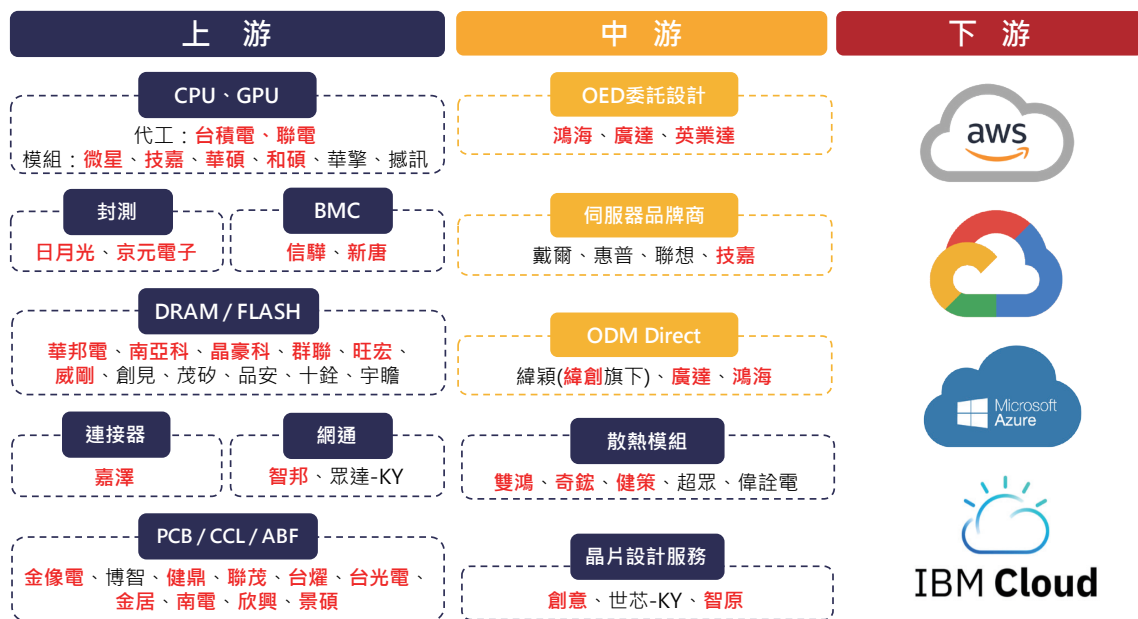 上 游
CPU、GPU
代工：台積電、聯電
模組：微星、技嘉、華碩、和碩、華擎、撼訊
封測
日月光、京元電子
BMC
信驊、新唐
DRAM / FLASH
華邦電、南亞科、晶豪科、群聯、旺宏、
威剛、創見、茂矽、品安、十銓、宇瞻
連接器
嘉澤
網通
智邦、眾達-KY
PCB / CCL / ABF
金像電、博智、健鼎、聯茂、台燿、台光電、
金居、南電、欣興、景碩
中 游
OED委託設計
鴻海、廣達、英業達
伺服器品牌商
戴爾、惠普、聯想、技嘉
ODM Direct
緯穎(緯創旗下)、廣達、鴻海
散熱模組
雙鴻、奇鋐、健策、超眾、偉詮電
晶片設計服務
創意、世芯-KY、智原
下 游
aws
Microsoft
Azure
IBM Cloud